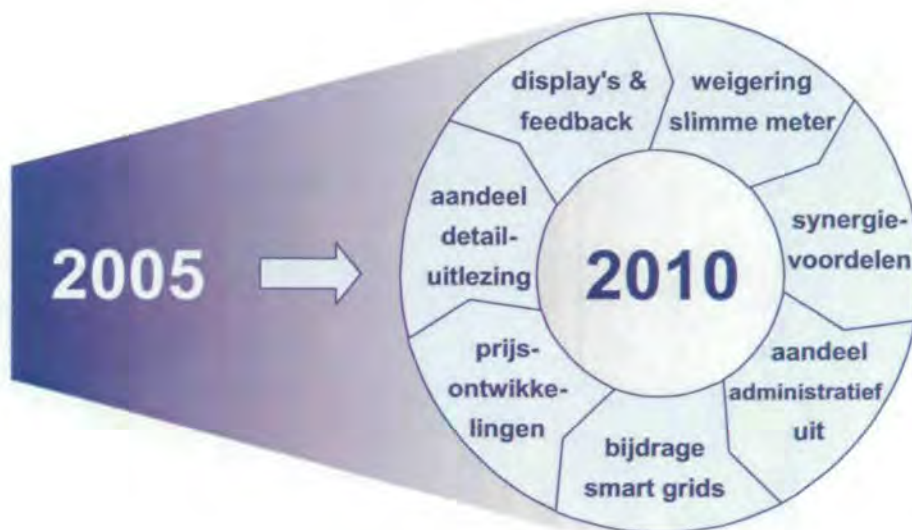 2005
2010
display's &
feedback
weigering
slimme meter
synergie-
voordelen
aandeel
administratief
uit
bijdrage
smart grids
prijs-
ontwikke-
lingen
aandeel
detail-
uitlezing